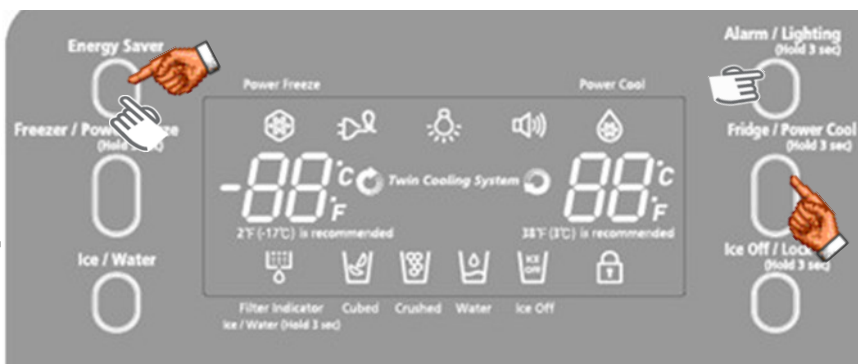 Energy Saver
Alarm / Lighting
(Hold 3 sec)
Power Freeze
Power Cool
Freezer /
(Hold
Fridge / Power Cool
(Hold 3 sec)
-88°C °F
Twin Cooling System
88°C °F
2°F (-17°C) is recommended
38°F (3°C) is recommended
Ice / Water
Ice Off / Lock
(Hold 3 sec)
ICE
OFF
Filter Indicator
Cubed
Crushed
Water
Ice Off
Ice / Water (Hold 3 sec)